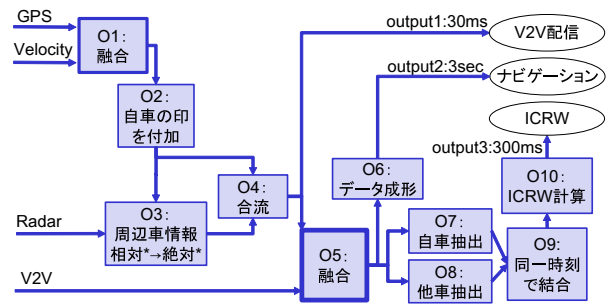 GPS
Velocity
O1:
融合
O2:
自車の印
を付加
O3:
周辺車情報
相対*→絶対*
Radar
V2V
O4:
合流
O5:
融合
output1:30ms
V2V配信
output2:3sec
ナビゲーション
ICRW
output3:300ms
O6:
データ成形
O7:
自車抽出
O8:
他車抽出
O9:
同一時刻
で結合
O10:
ICRW計算